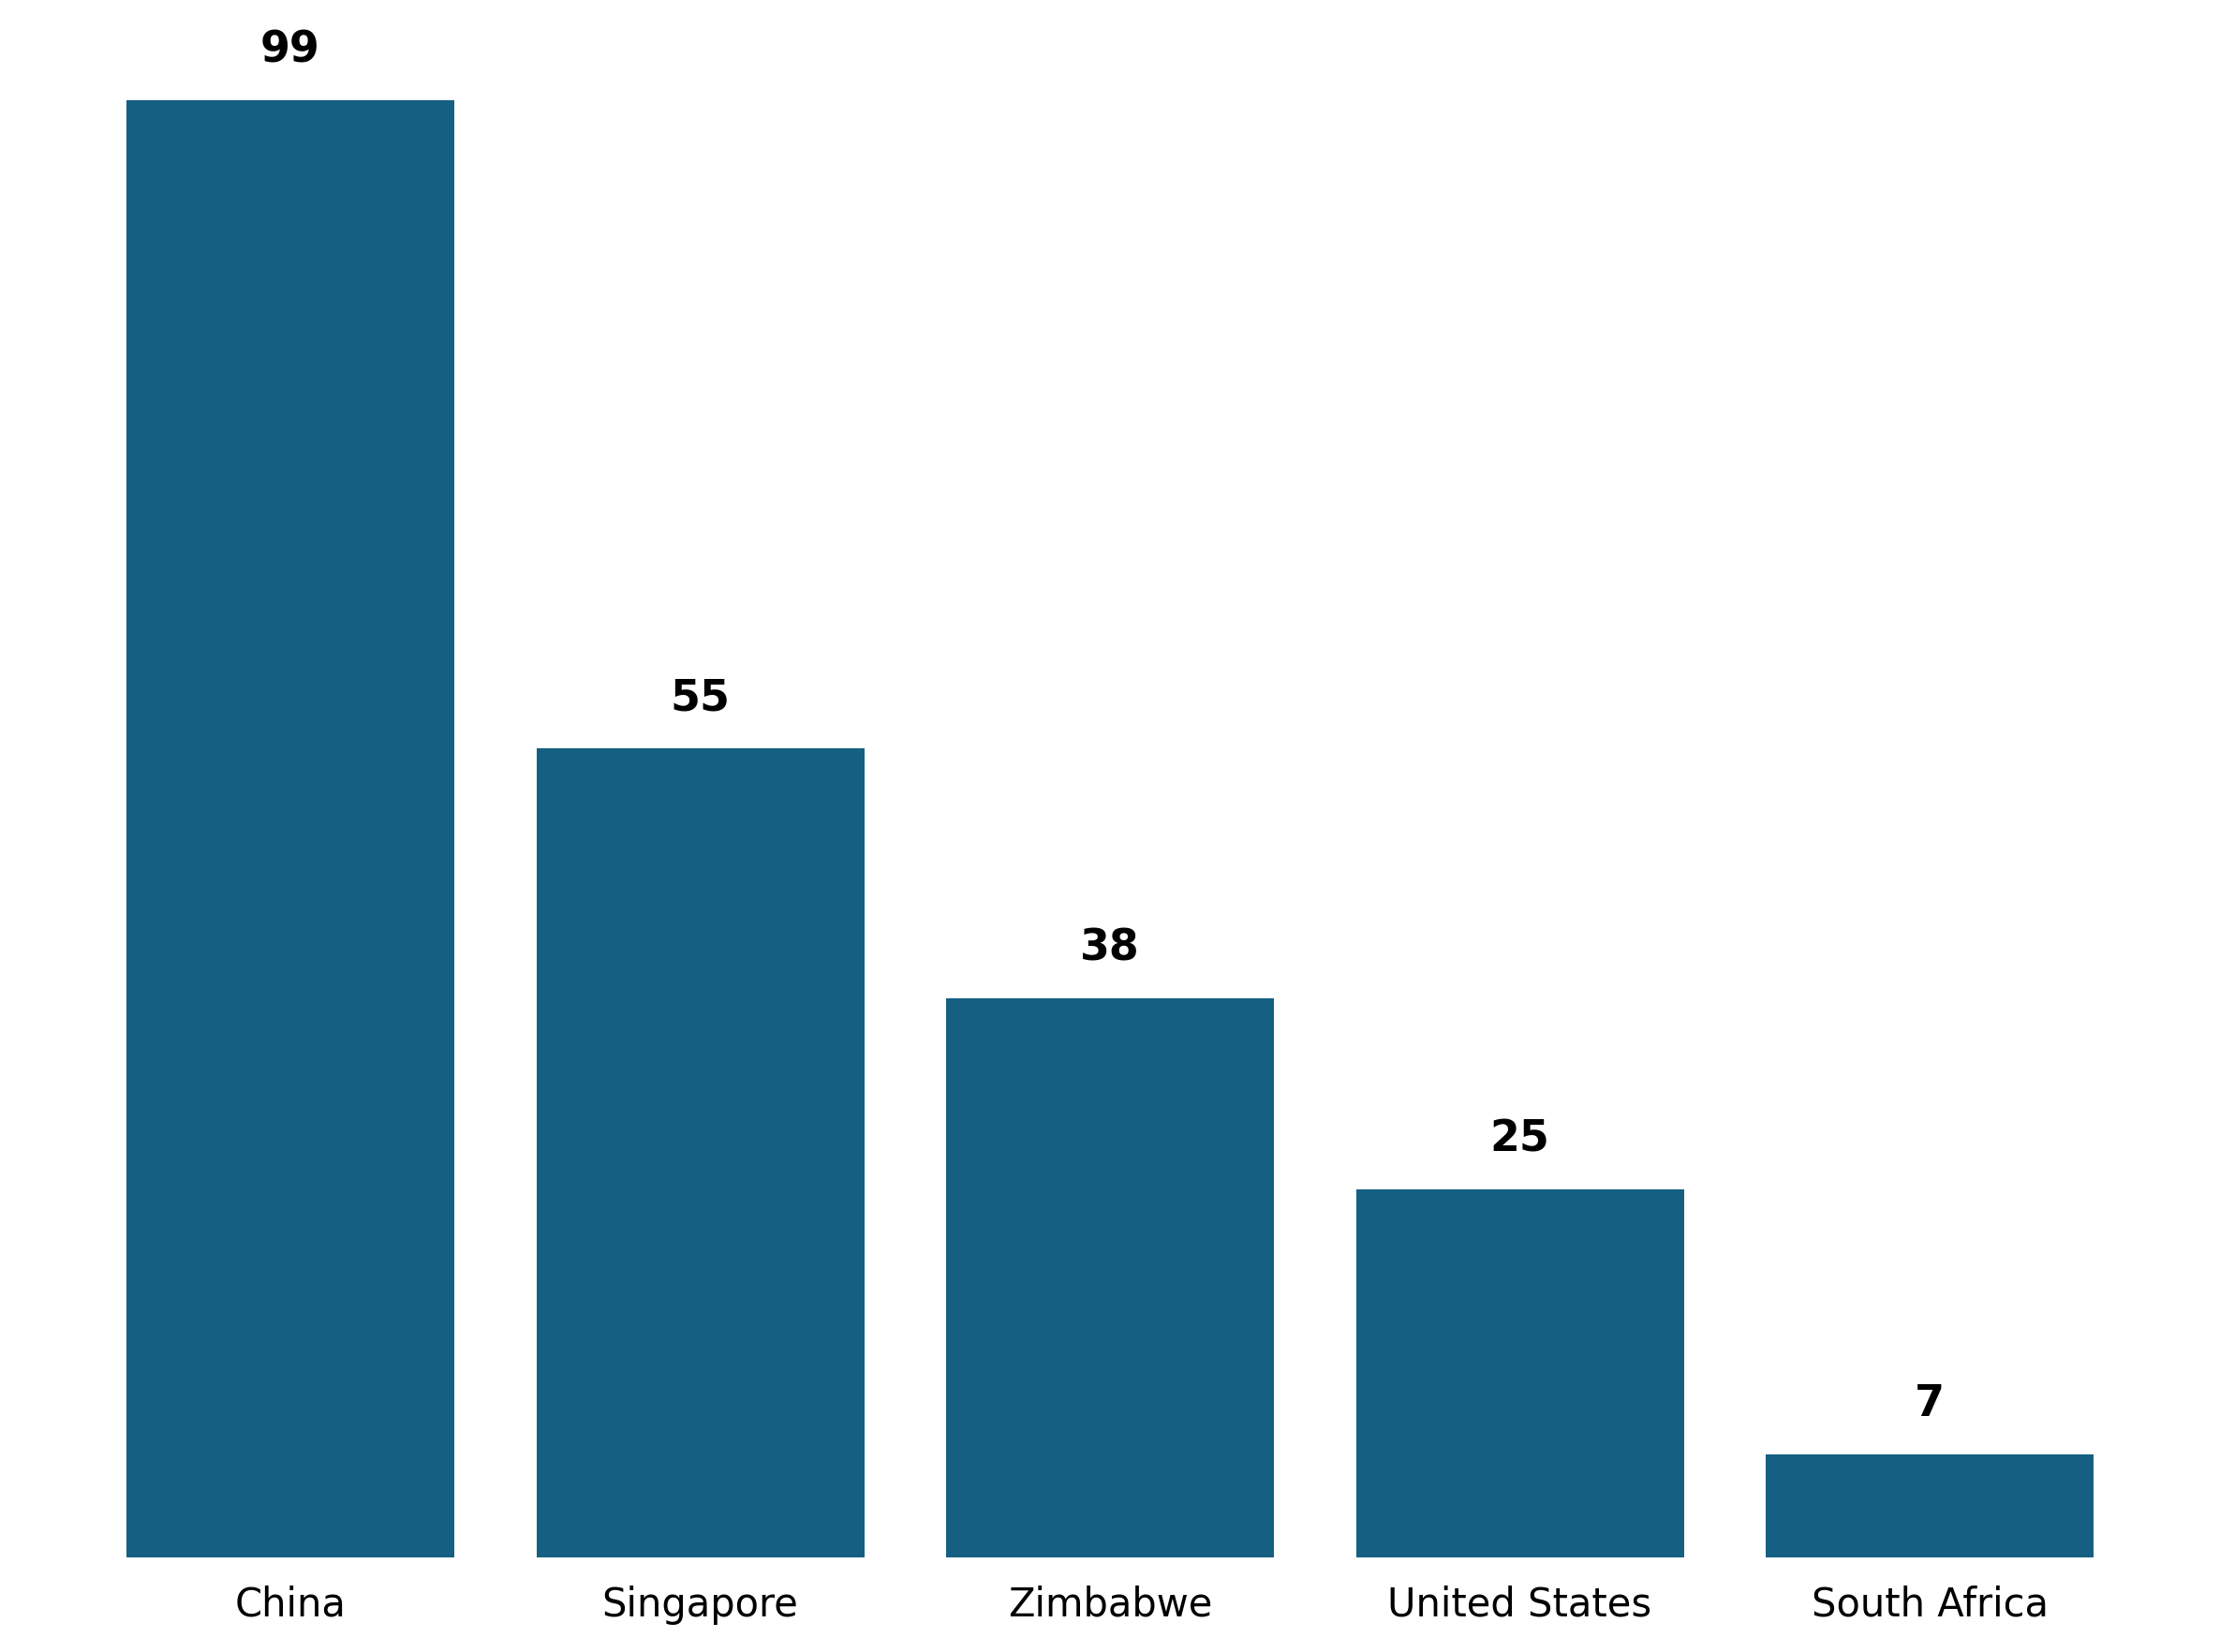 99
55
38
25
7
China
Singapore
Zimbabwe
United States
South Africa